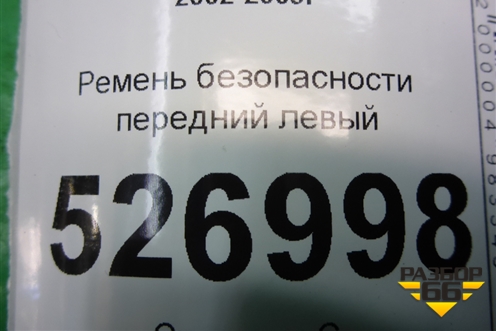 Ремень безопасности
передний левый
526998
РАЗБОР
66